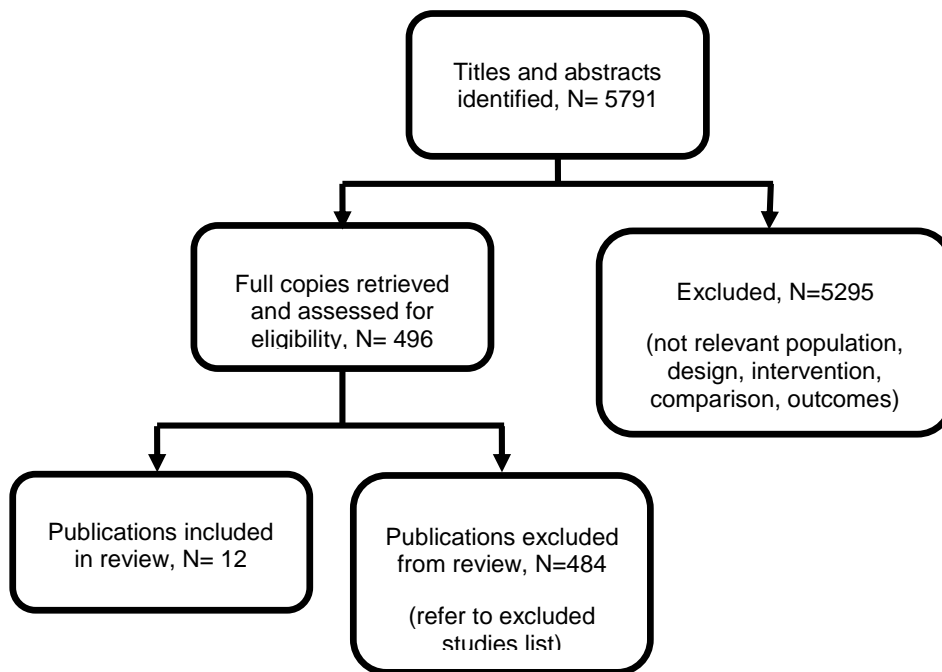 Titles and abstracts
identified, N= 5791
Full copies retrieved
and assessed for
eligibility, N= 496
Excluded, N=5295
(not relevant population,
design, intervention,
comparison, outcomes)
Publications included
in review, N= 12
Publications excluded
from review, N=484
(refer to excluded
studies list)